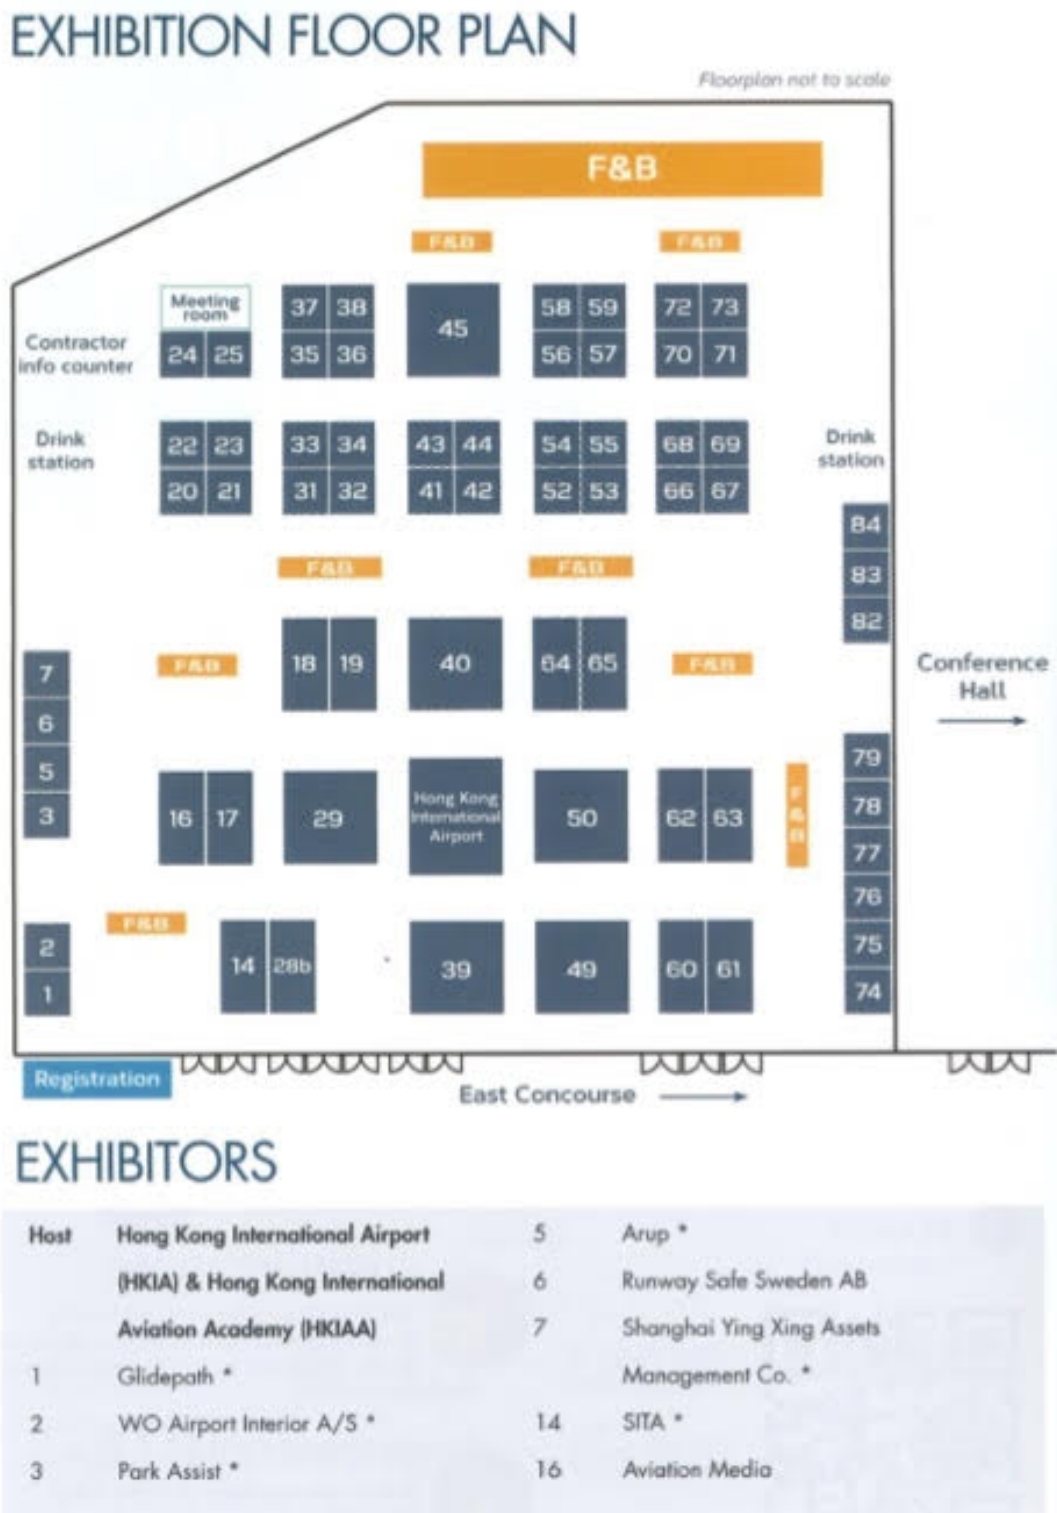 EXHIBITION FLOOR PLAN
Floorplan not to scale
F&B
F&B F&B
Meeting
room
37 38
45
58 59
72 73
Contractor
info counter
24 25
35 36
56 57
70 71
Drink
station
22 23
33 34
43 44
54 55
68 69
Drink
station
20 21
31 32
41 42
52 53
66 67
84
83
82
F&B F&B
7
6
5
3
F&B
18 19
40
64 65
F&B
Conference
Hall
16 17
29
Hong Kong
International
Airport
50
62 63
F&B
79
78
77
76
75
74
2
1
F&B
14 28b
39
49
60 61
Registration
East Concourse
EXHIBITORS
Host Hong Kong International Airport
(HKIA) & Hong Kong International
Aviation Academy (HKIAA)
1 Glidepath *
2 WO Airport Interior A/S *
3 Park Assist *
5 Arup *
6 Runway Safe Sweden AB
7 Shanghai Ying Xing Assets
Management Co. *
14 SITA *
16 Aviation Media